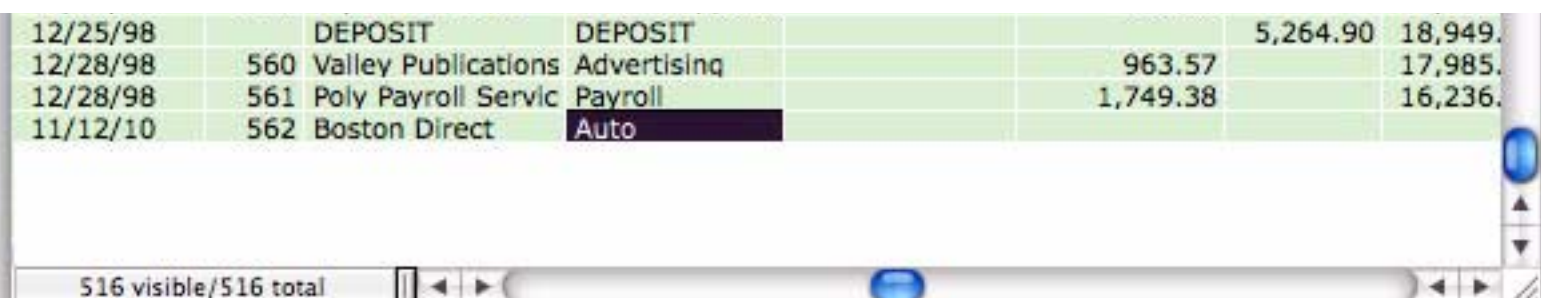 12/25/98 DEPOSIT DEPOSIT 5,264.90 18,949.
12/28/98 560 Valley Publications Advertising 963.57 17,985.
12/28/98 561 Poly Payroll Servic Payroll 1,749.38 16,236.
11/12/10 562 Boston Direct Auto
516 visible/516 total